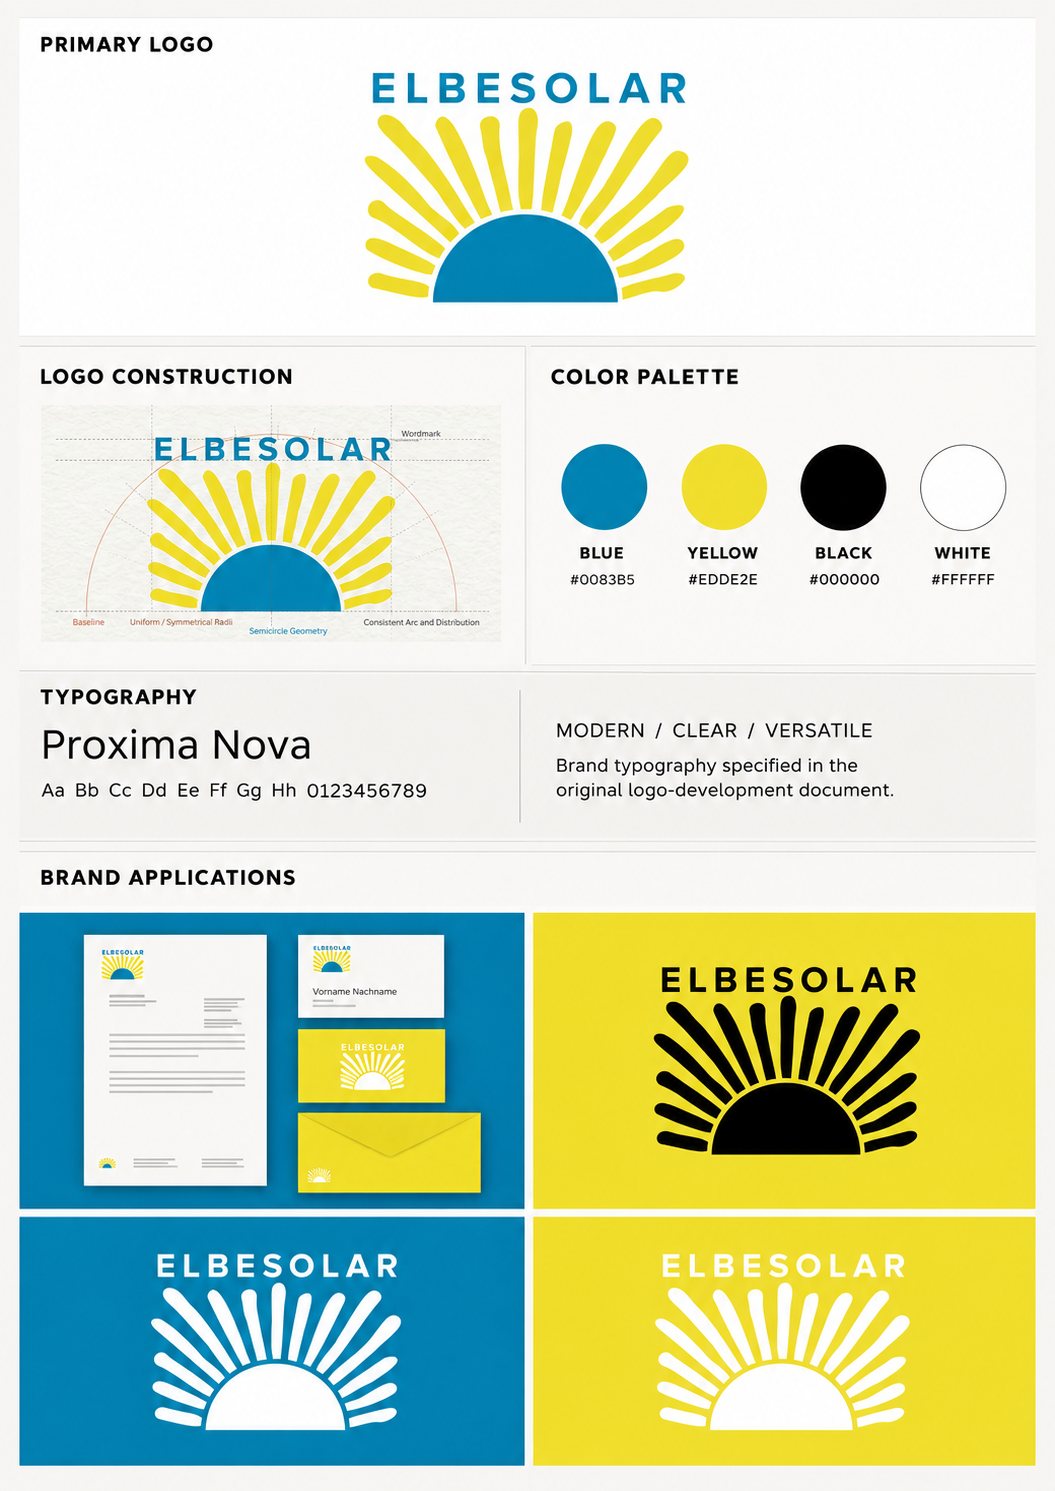 PRIMARY LOGO
ELBESOLAR
LOGO CONSTRUCTION
Wordmark
ELBESOLAR
Baseline
Uniform / Symmetrical Radii
Semicircle Geometry
Consistent Arc and Distribution
COLOR PALETTE
BLUE YELLOW BLACK WHITE
#0083B5 #EDDE2E #000000 #FFFFFF
TYPOGRAPHY
Proxima Nova
Aa Bb Cc Dd Ee Ff Gg Hh 0123456789
MODERN / CLEAR / VERSATILE
Brand typography specified in the
original logo-development document.
BRAND APPLICATIONS
ELBESOLAR
ELBESOLAR
Vorname Nachname
ELBESOLAR
ELBESOLAR
ELBESOLAR
ELBESOLAR